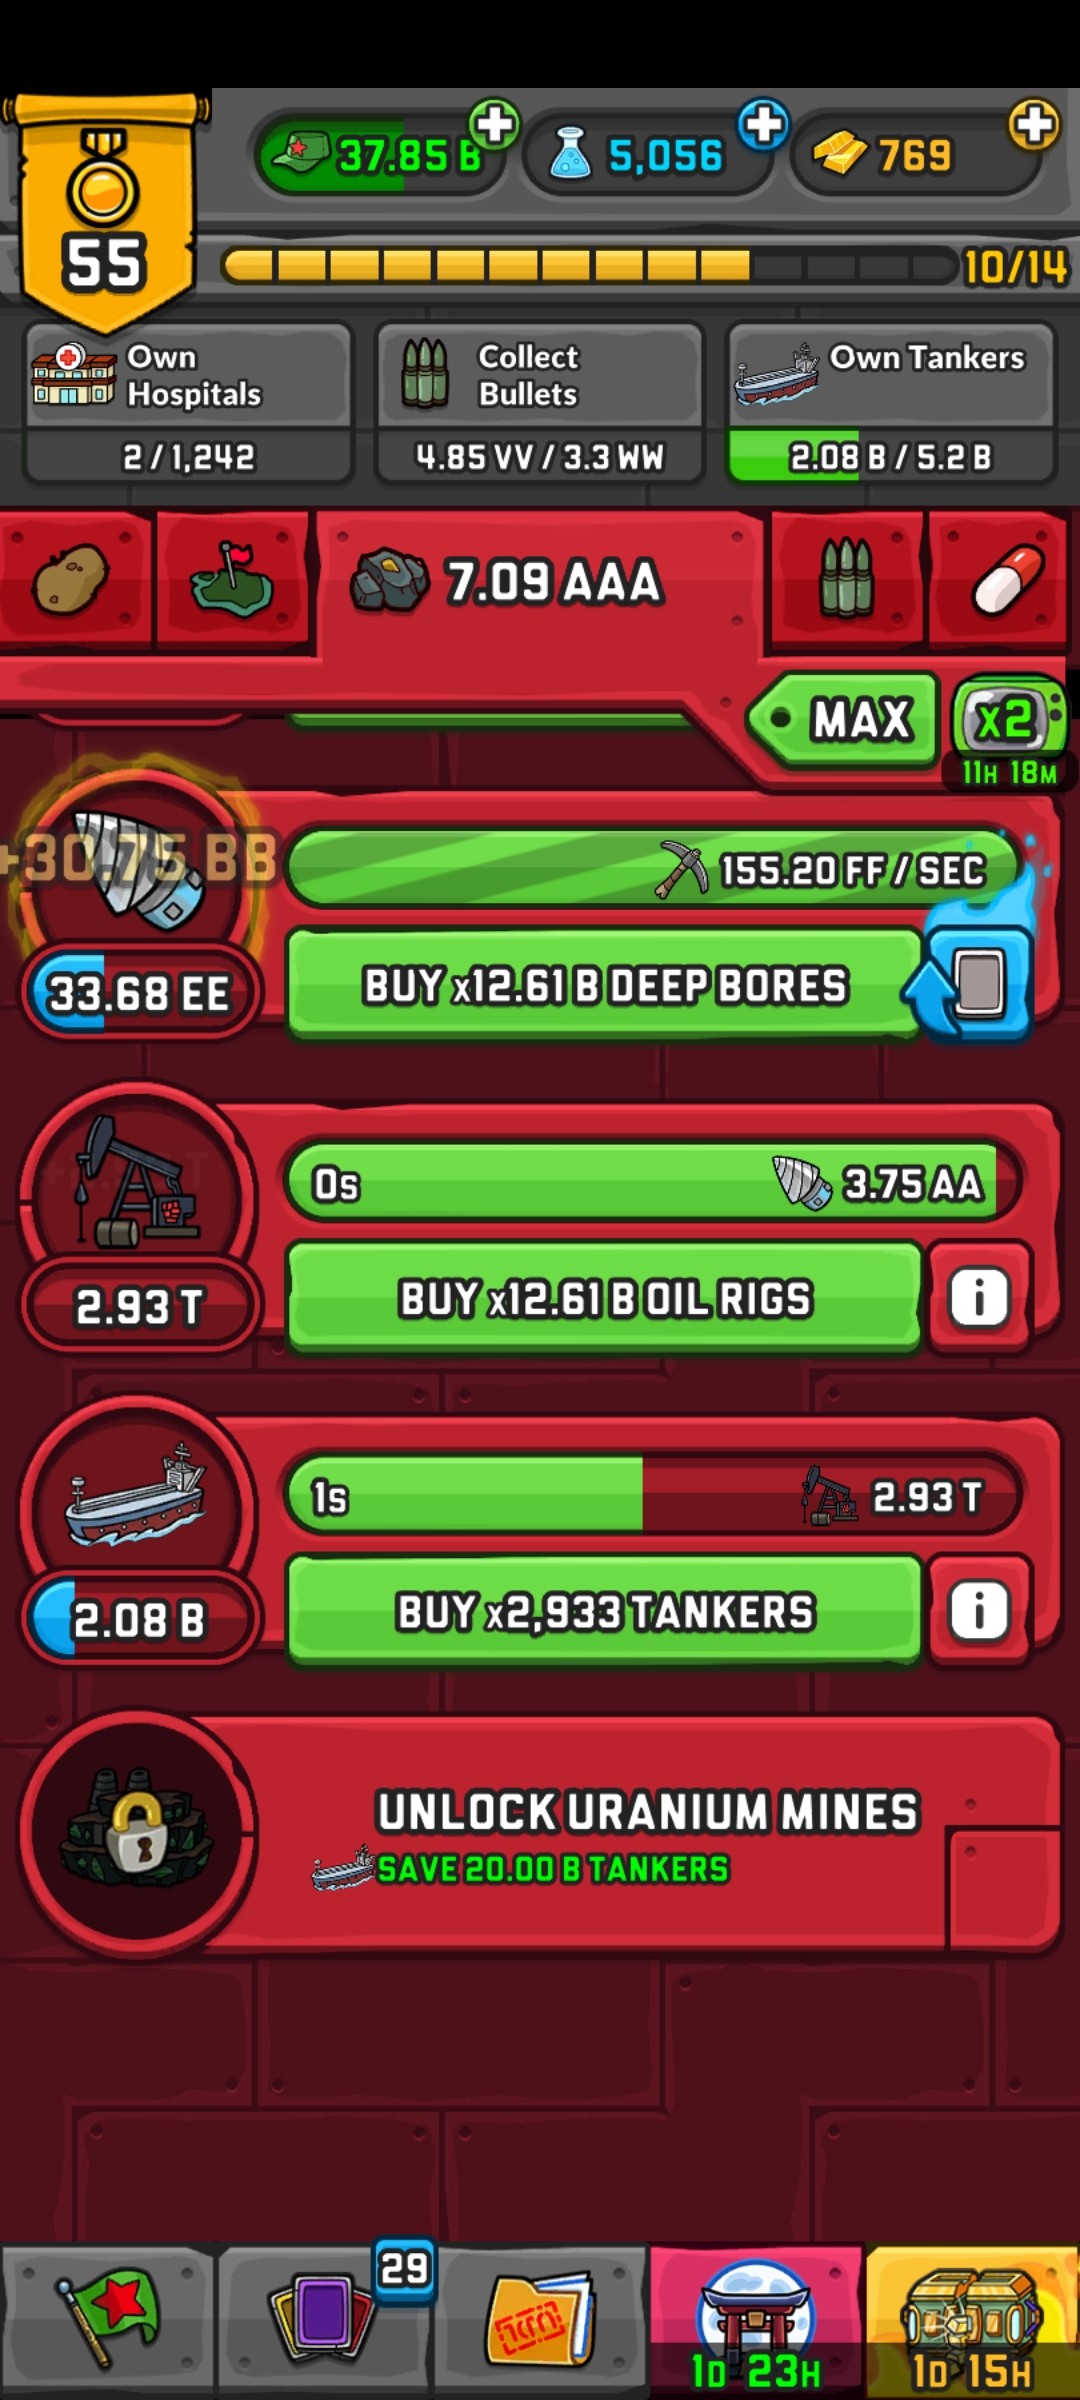 37.85 B
5,056
769
55
10/14
Own Hospitals
2 / 1,242
Collect Bullets
4.85 VV / 3.3 WW
Own Tankers
2.08 B / 5.2 B
7.09 AAA
MAX
x2
11H 18M
+30.75 BB
155.20 FF / SEC
33.68 EE
BUY x12.61 B DEEP BORES
0s
3.75 AA
2.93 T
BUY x12.61 B OIL RIGS
i
1s
2.93 T
2.08 B
BUY x2,933 TANKERS
i
UNLOCK URANIUM MINES
SAVE 20.00 B TANKERS
29
1D 23H
1D 15H